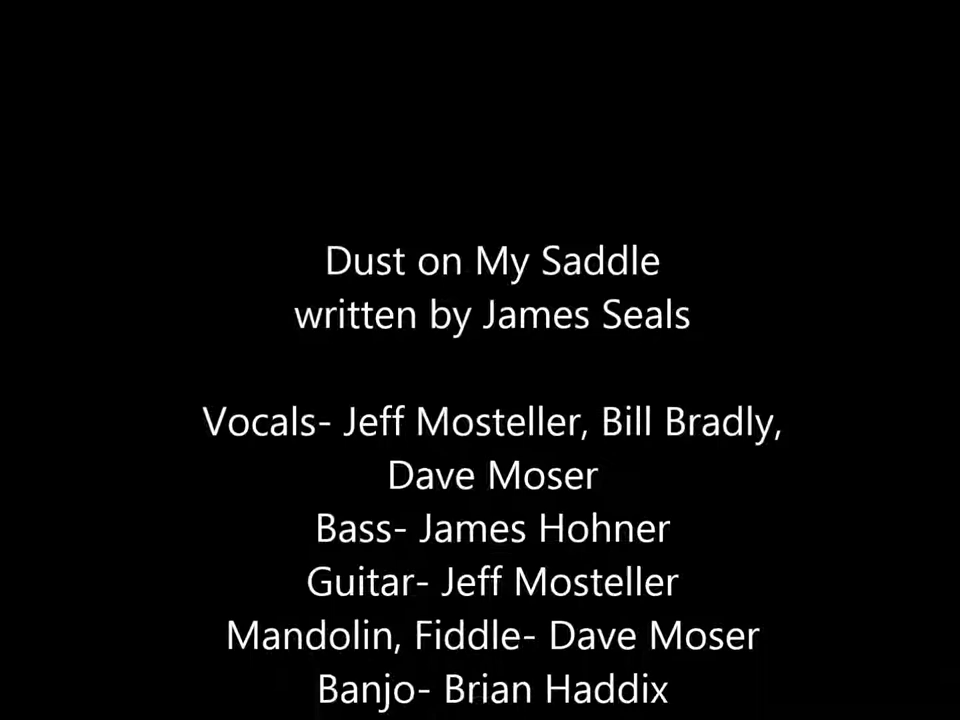 Dust on My Saddle
written by James Seals
Vocals- Jeff Mosteller, Bill Bradly,
Dave Moser
Bass- James Hohner
Guitar- Jeff Mosteller
Mandolin, Fiddle- Dave Moser
Banjo- Brian Haddix